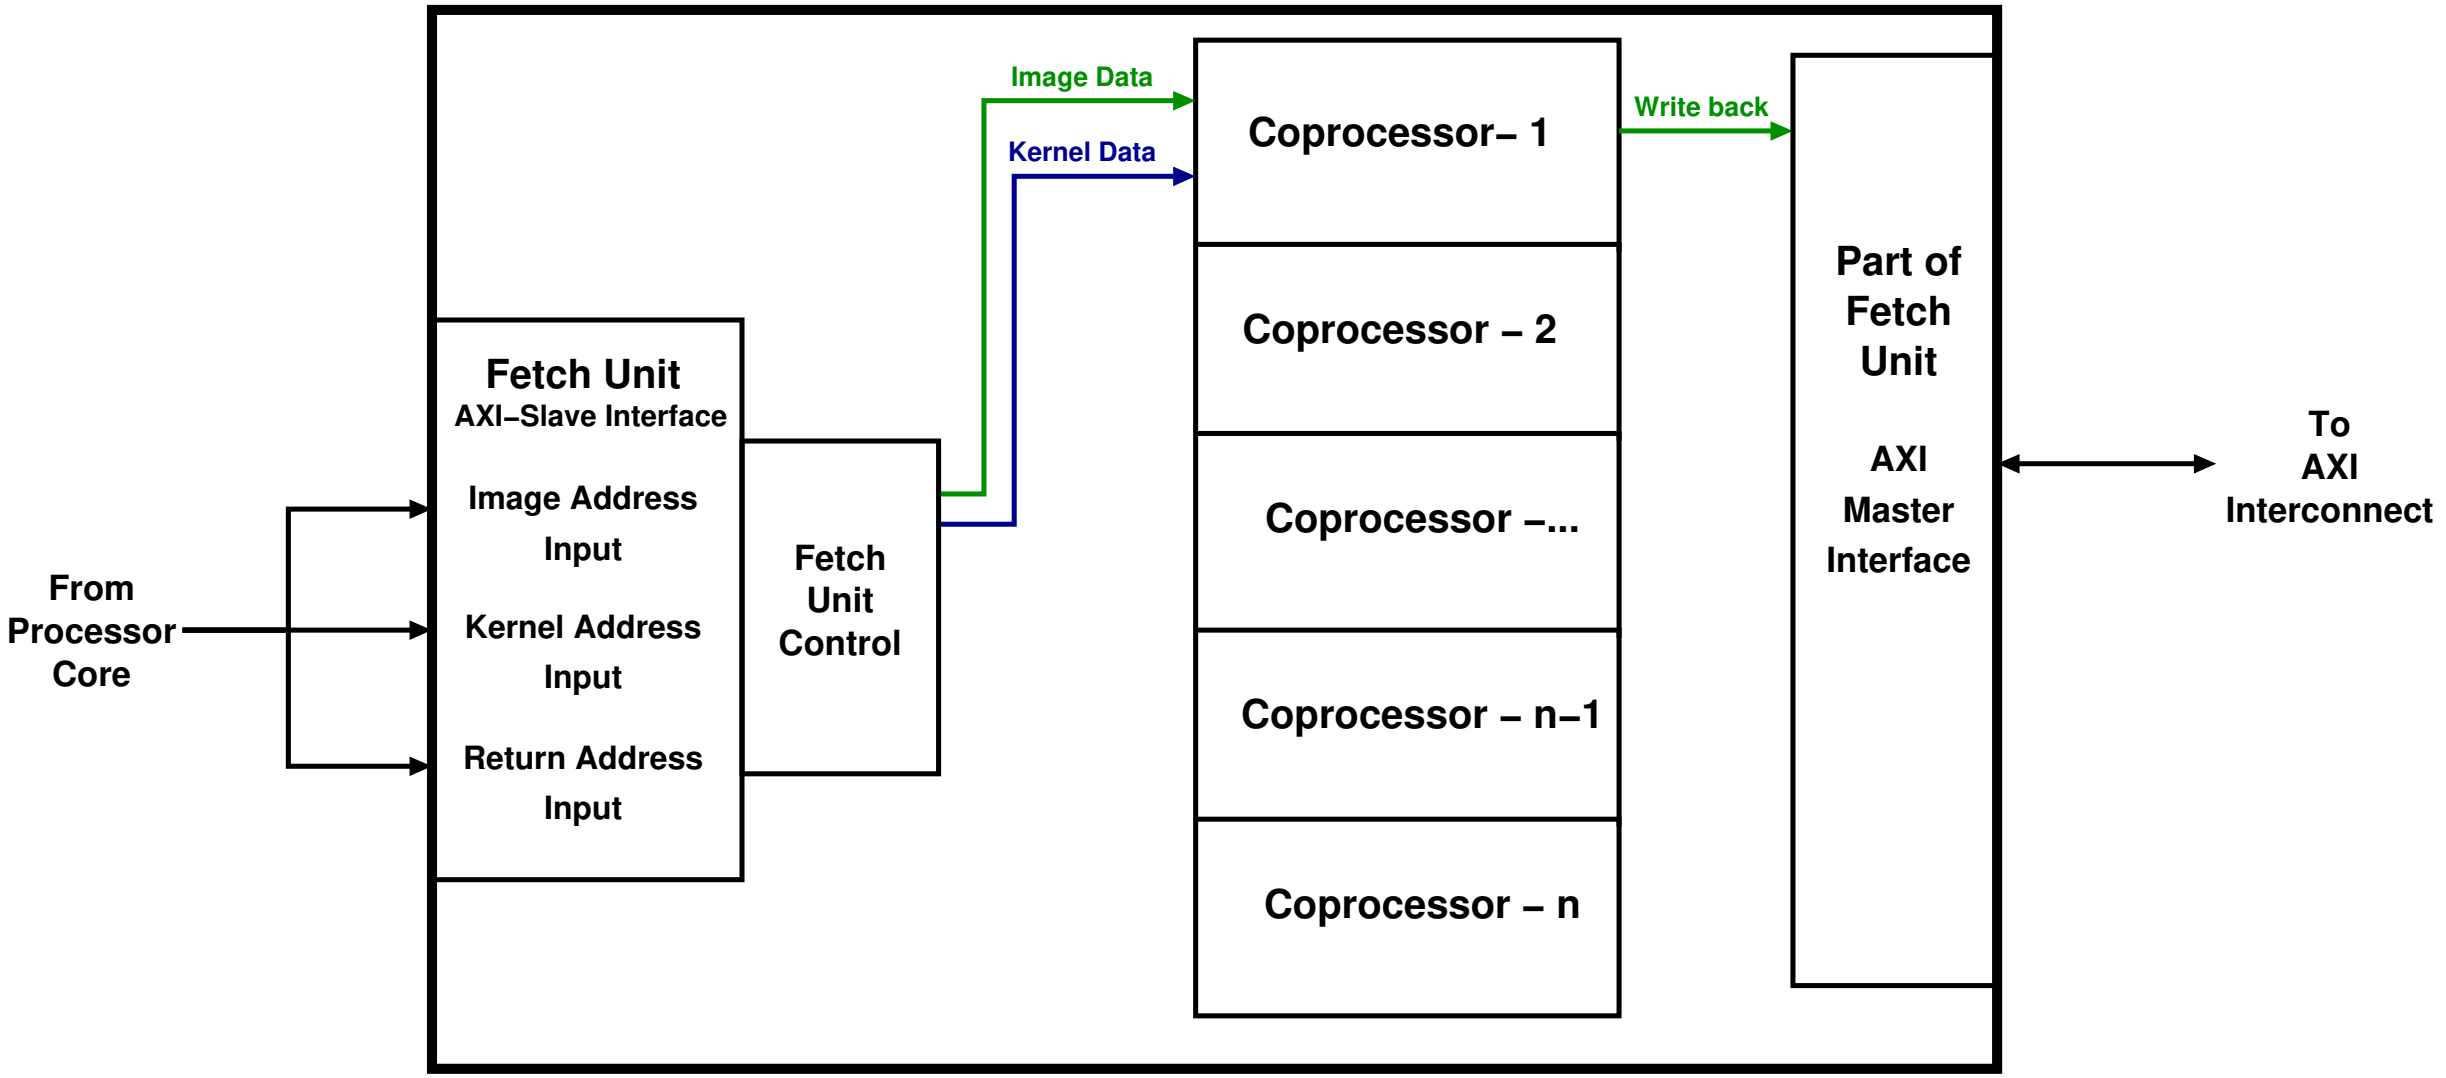 From
Processor
Core
Fetch Unit
AXI–Slave Interface
Image Address
Input
Kernel Address
Input
Return Address
Input
Fetch
Unit
Control
Image Data
Kernel Data
Coprocessor– 1
Coprocessor – 2
Coprocessor –...
Coprocessor – n–1
Coprocessor – n
Write back
Part of
Fetch
Unit
AXI
Master
Interface
To
AXI
Interconnect